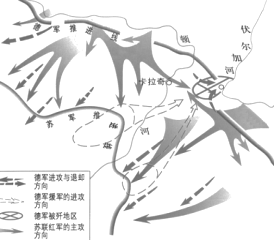 德军推进线
顿
伏尔加河
卡拉奇
苏军推进线
河
德军进攻与退却
方向
德军援军的进攻
方向
德军被歼地区
苏联红军的主攻
方向